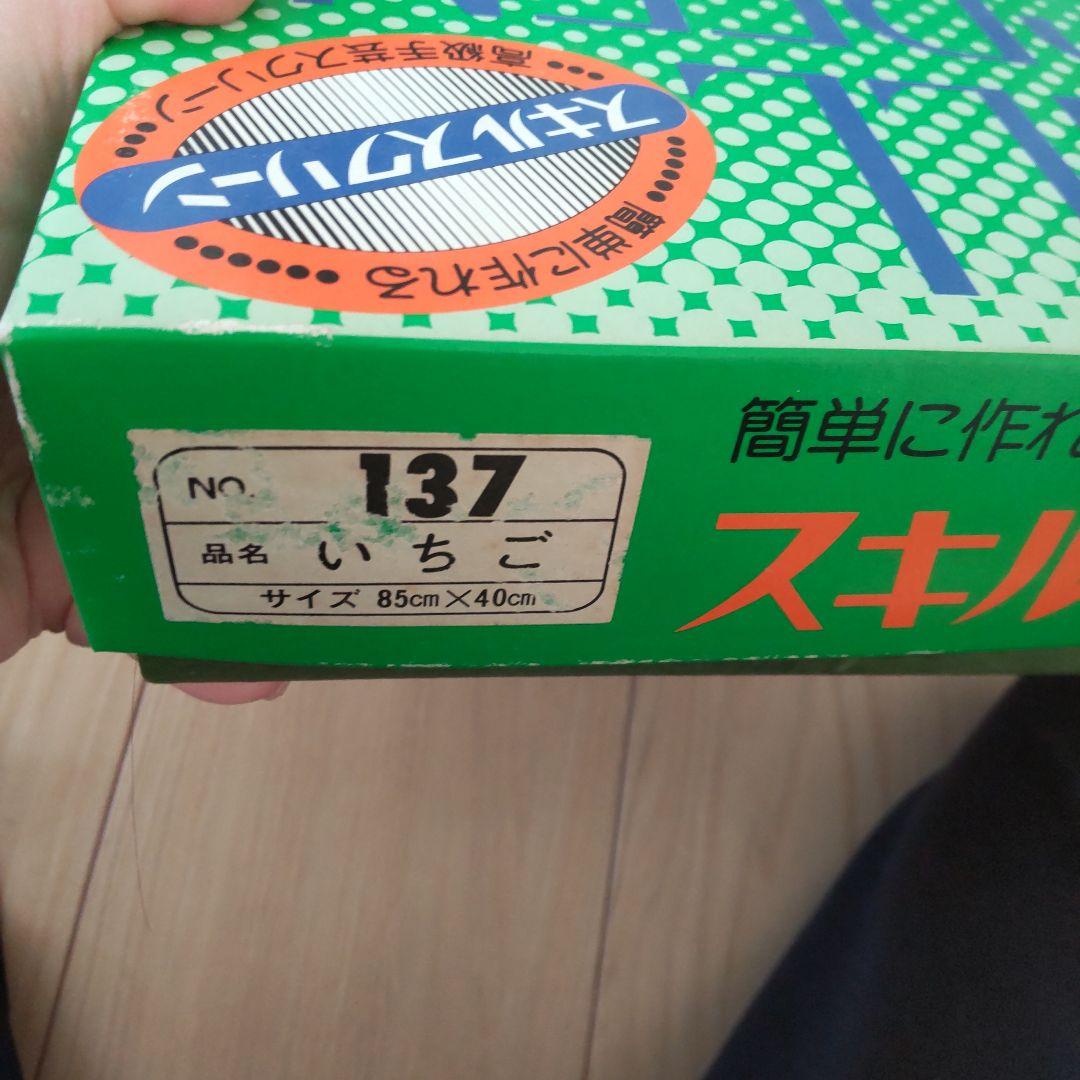 高級手芸スクリーン
スキルスクリーン
簡単に作れる
簡単に作れ
スキル
NO. 137
品名 いちご
サイズ 85cm×40cm